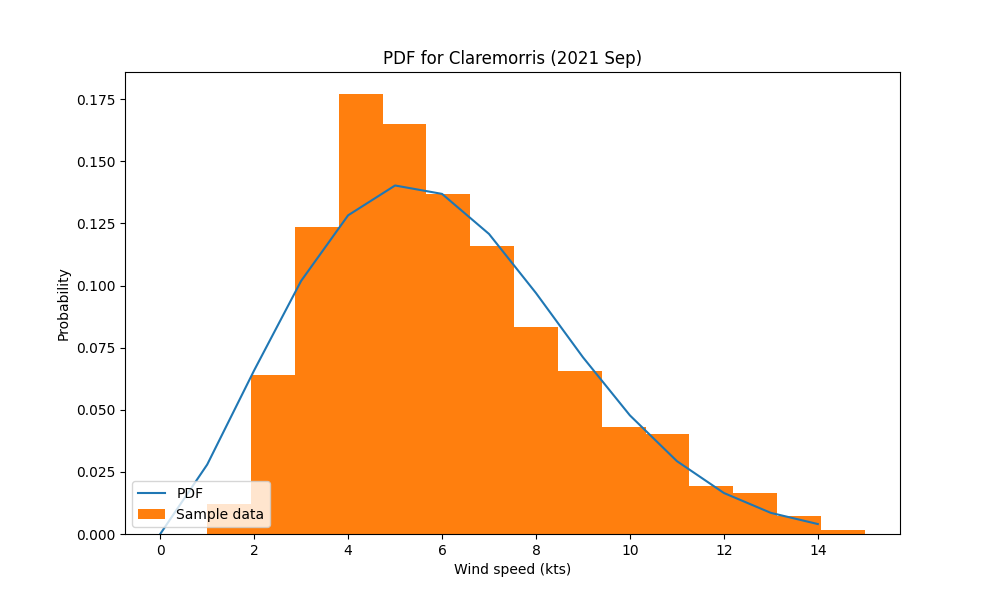 PDF for Claremorris (2021 Sep)
0.175
0.150
0.125
0.100
0.075
0.050
0.025
0.000
Probability
PDF
Sample data
0 2 4 6 8 10 12 14
Wind speed (kts)